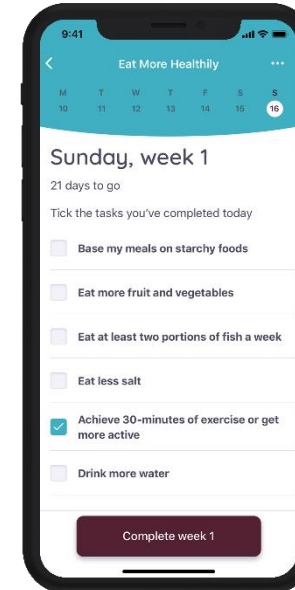 9:41
Eat More Healthily
M T W T F S S
10 11 12 13 14 15 16
Sunday, week 1
21 days to go
Tick the tasks you've completed today
Base my meals on starchy foods
Eat more fruit and vegetables
Eat at least two portions of fish a week
Eat less salt
Achieve 30-minutes of exercise or get
more active
Drink more water
Complete week 1